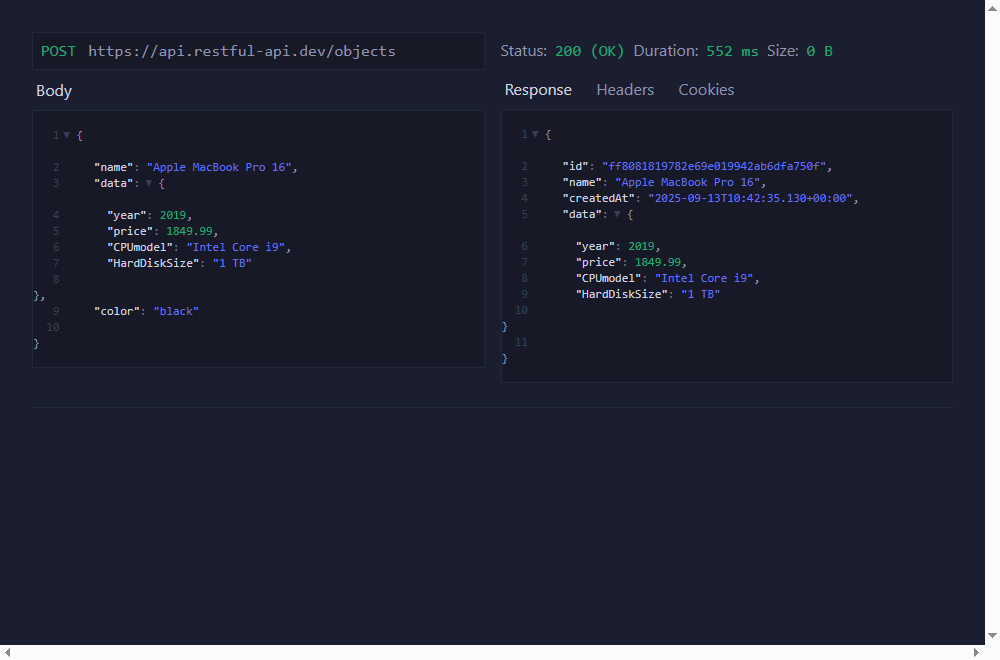 POST https://api.restful-api.dev/objects
Body
1 ▼ {
2 "name": "Apple MacBook Pro 16",
3 "data": ▼ {
4 "year": 2019,
5 "price": 1849.99,
6 "CPUmodel": "Intel Core i9",
7 "HardDiskSize": "1 TB"
8
},
9 "color": "black"
10
}
Status: 200 (OK) Duration: 552 ms Size: 0 B
Response Headers Cookies
1 ▼ {
2 "id": "ff8081819782e69e019942ab6dfa750f",
3 "name": "Apple MacBook Pro 16",
4 "createdAt": "2025-09-13T10:42:35.130+00:00",
5 "data": ▼ {
6 "year": 2019,
7 "price": 1849.99,
8 "CPUmodel": "Intel Core i9",
9 "HardDiskSize": "1 TB"
10
}
11
}